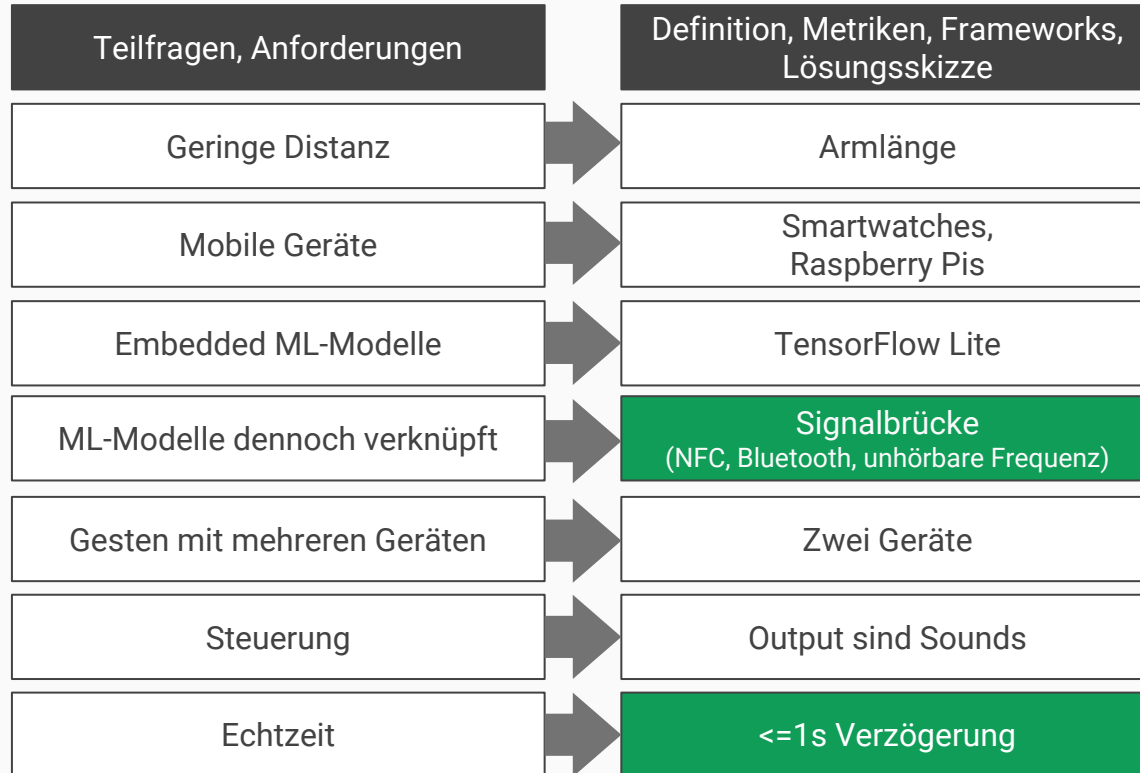 Teilfragen, Anforderungen
Definition, Metriken, Frameworks,
Lösungsskizze
Geringe Distanz
Armlänge
Mobile Geräte
Smartwatches,
Raspberry Pis
Embedded ML-Modelle
TensorFlow Lite
ML-Modelle dennoch verknüpft
Signalbrücke
(NFC, Bluetooth, unhörbare Frequenz)
Gesten mit mehreren Geräten
Zwei Geräte
Steuerung
Output sind Sounds
Echtzeit
<=1s Verzögerung